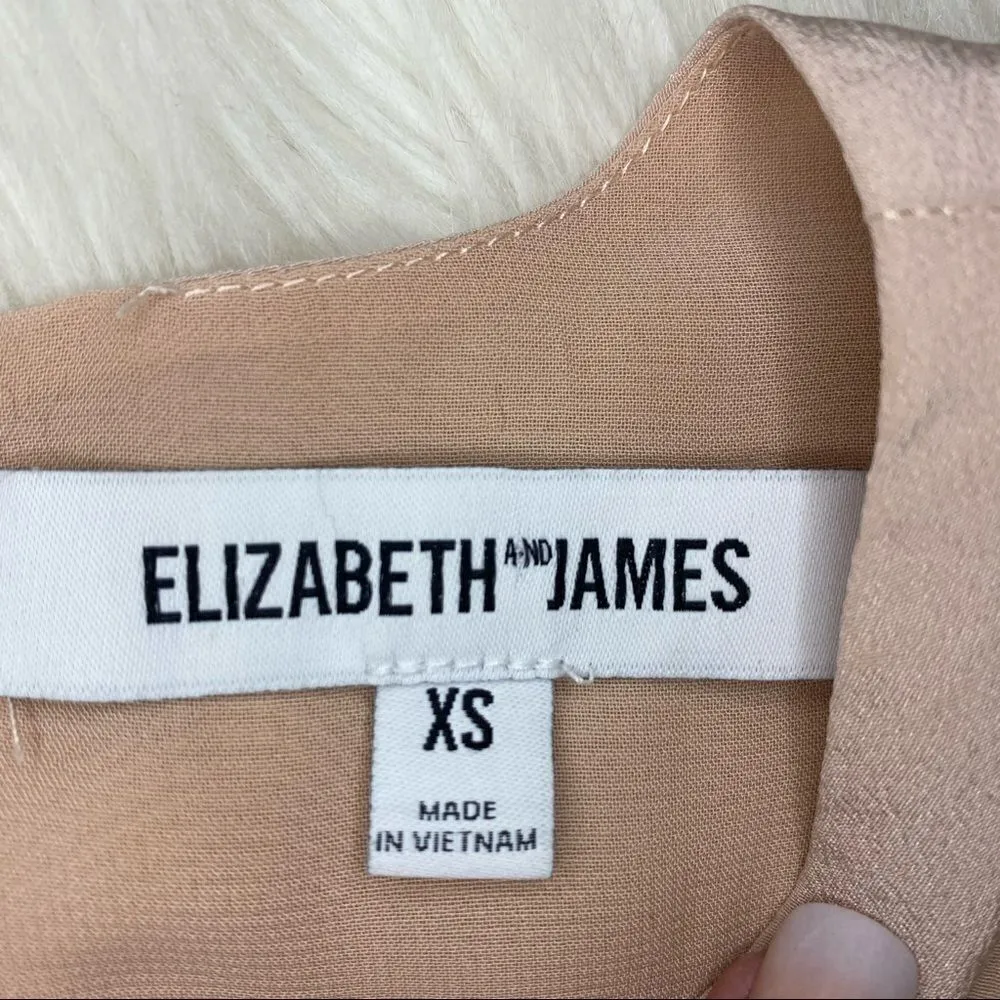 ELIZABETH AND JAMES
XS
MADE
IN VIETNAM